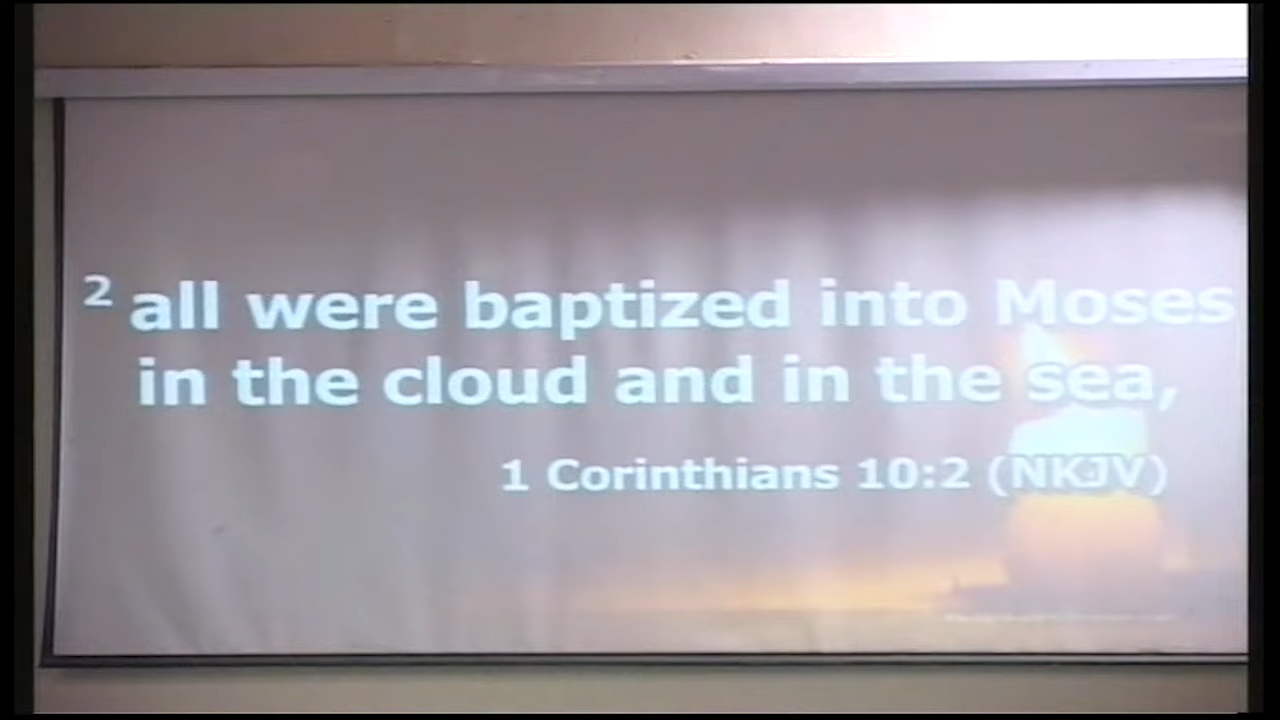 2 all were baptized into Moses
in the cloud and in the sea,
1 Corinthians 10:2 (NKJV)